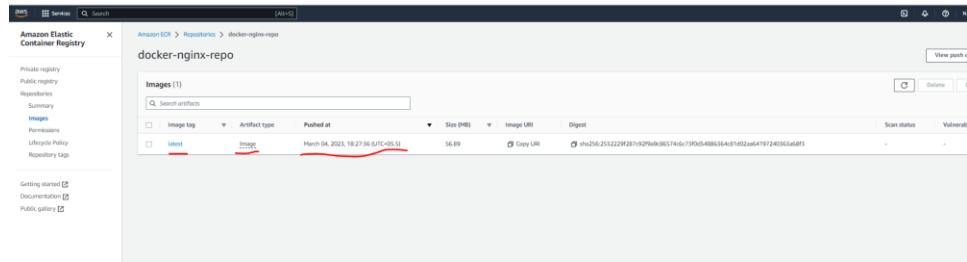 aws Services Search [Alt+S]
Amazon Elastic Container Registry
Private registry
Public registry
Repositories
Summary
Images
Permissions
Lifecycle Policy
Repository tags
Getting started
Documentation
Public gallery
Amazon ECR > Repositories > docker-nginx-repo
docker-nginx-repo
View push
Images (1)
Delete
Search artifacts
Image tag Artifact type Pushed at Size (MB) Image URI Digest Scan status
latest Image March 04, 2023, 18:27:36 (UTC+05.5) 56.89 Copy URI - -